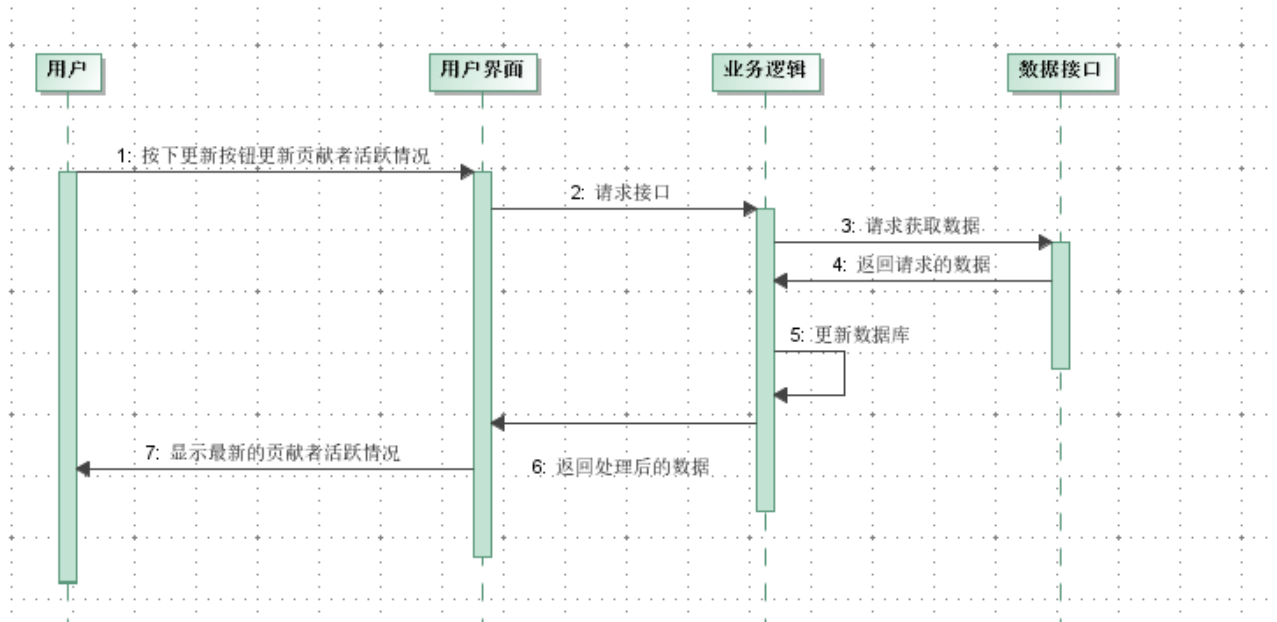 用户
用户界面
业务逻辑
数据接口
1: 按下更新按钮更新贡献者活跃情况
2: 请求接口
3: 请求获取数据
4: 返回请求的数据
5: 更新数据库
7: 显示最新的贡献者活跃情况
6: 返回处理后的数据